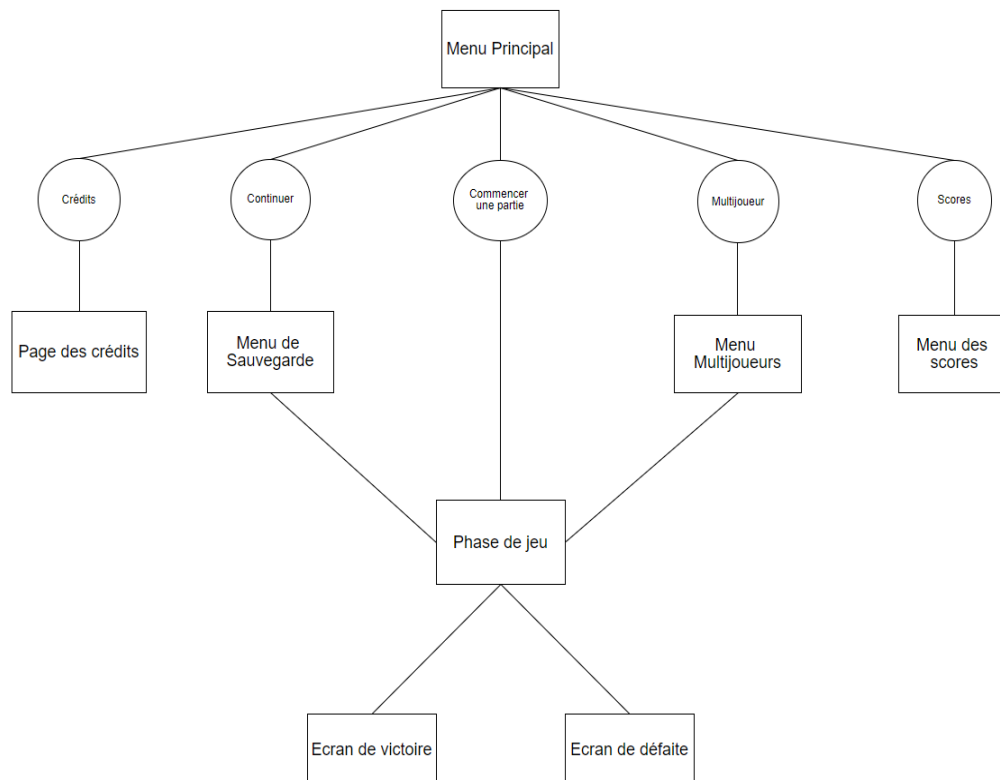 Menu Principal
Crédits
Continuer
Commencer
une partie
Multijoueur
Scores
Page des crédits
Menu de
Sauvegarde
Menu
Multijoueurs
Menu des
scores
Phase de jeu
Ecran de victoire
Ecran de défaite